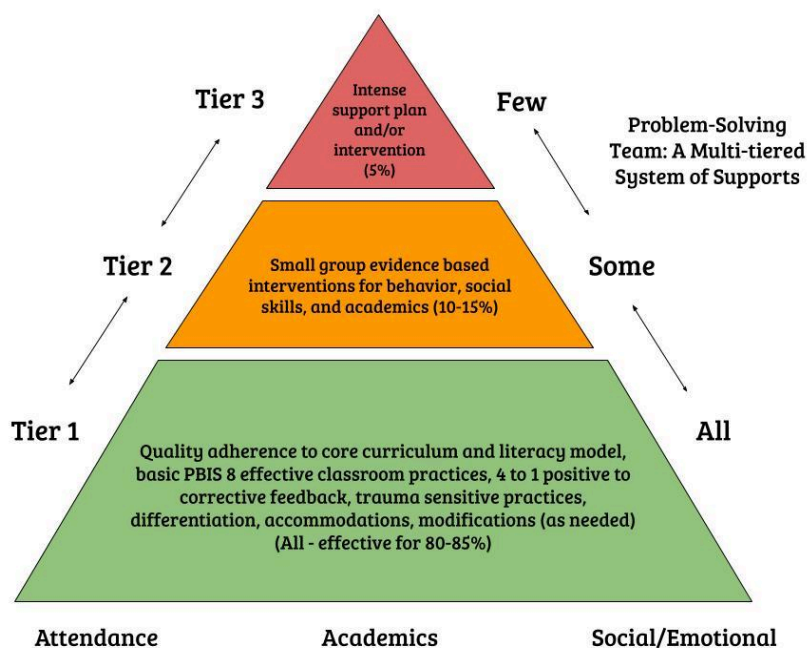 Tier 3
Intense
support plan
and/or
intervention
(5%)
Few
Problem-Solving
Team: A Multi-tiered
System of Supports
Tier 2
Small group evidence based
interventions for behavior, social
skills, and academics (10-15%)
Some
Tier 1
Quality adherence to core curriculum and literacy model,
basic PBIS 8 effective classroom practices, 4 to 1 positive to
corrective feedback, trauma sensitive practices,
differentiation, accommodations, modifications (as needed)
(All - effective for 80-85%)
All
Attendance
Academics
Social/Emotional